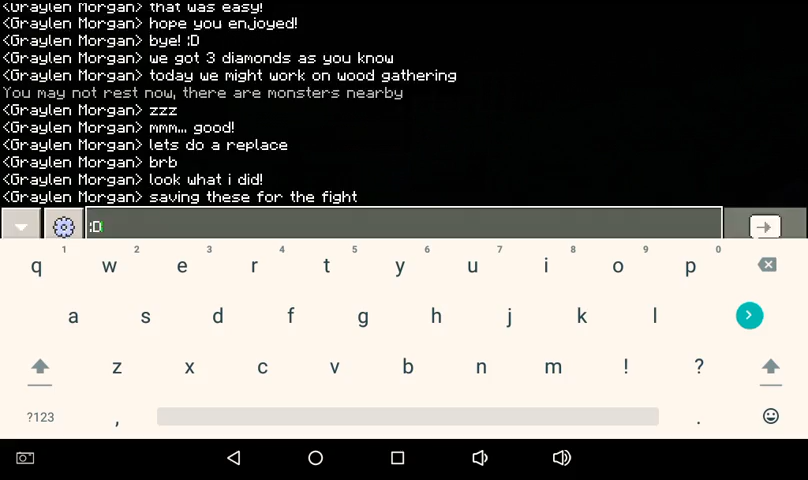 <Graylen Morgan> that was easy!
<Graylen Morgan> hope you enjoyed!
<Graylen Morgan> bye! :D
<Graylen Morgan> we got 3 diamonds as you know
<Graylen Morgan> today we might work on wood gathering
You may not rest now, there are monsters nearby
<Graylen Morgan> zzz
<Graylen Morgan> mmm... good!
<Graylen Morgan> lets do a replace
<Graylen Morgan> brb
<Graylen Morgan> look what i did!
<Graylen Morgan> saving these for the fight
:D
1 2 3 4 5 6 7 8 9 0
q w e r t y u i o p
a s d f g h j k l
z x c v b n m ! ?
?123 , .